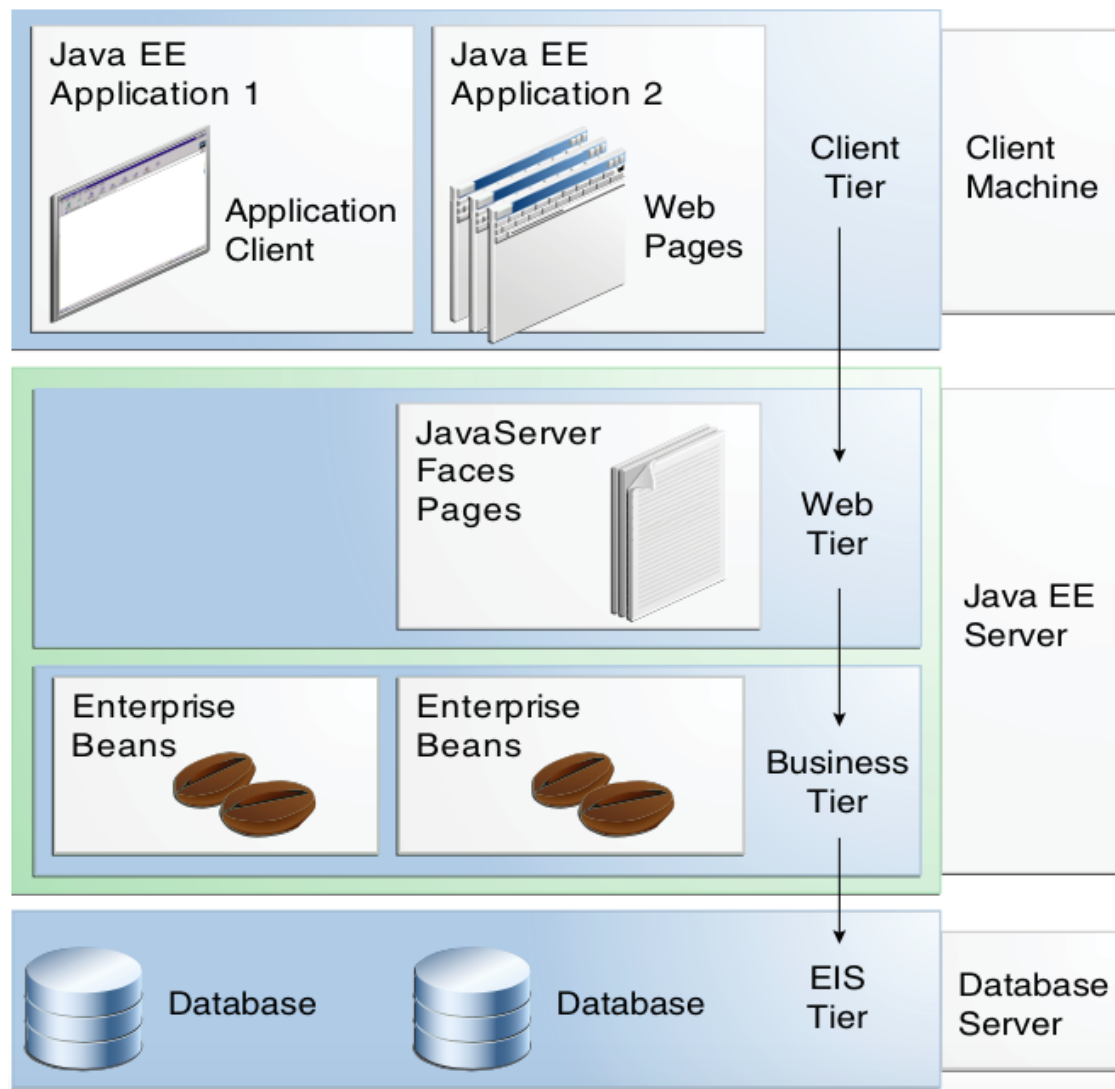 Java EE
Application 1
Application
Client
Java EE
Application 2
Web
Pages
Client
Tier
Client
Machine
JavaServer
Faces
Pages
Web
Tier
Java EE
Server
Enterprise
Beans
Enterprise
Beans
Business
Tier
Database
Database
EIS
Tier
Database
Server